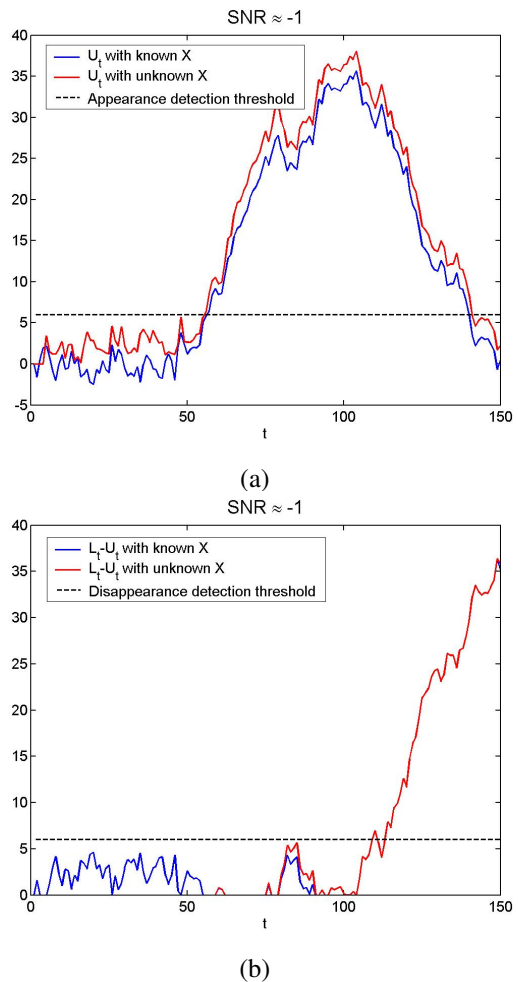 SNR ≈ -1
40
35
30
25
20
15
10
5
0
-5
U_t with known X
U_t with unknown X
Appearance detection threshold
0 50 100 150
t
(a)
SNR ≈ -1
40
35
30
25
20
15
10
5
0
L_t-U_t with known X
L_t-U_t with unknown X
Disappearance detection threshold
0 50 100 150
t
(b)